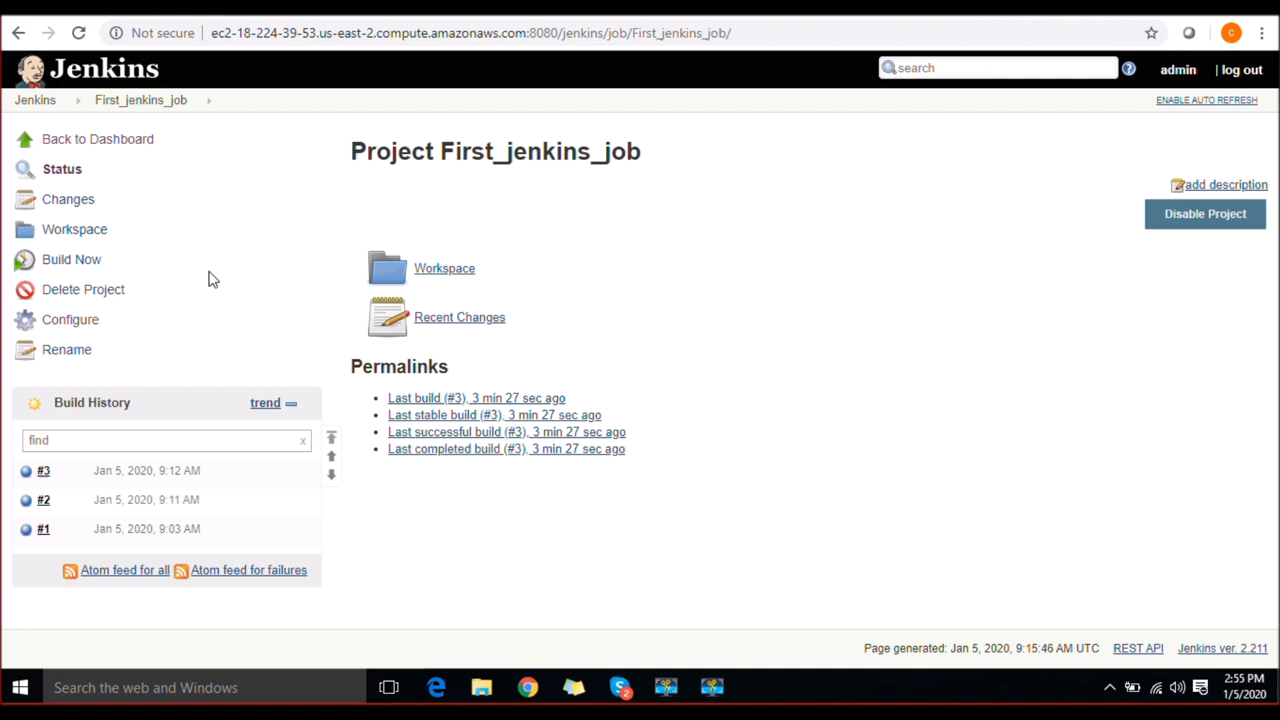 Not secure | ec2-18-224-39-53.us-east-2.compute.amazonaws.com:8080/jenkins/job/First_jenkins_job/
C
Jenkins
search
? admin | log out
Jenkins First_jenkins_job
ENABLE AUTO REFRESH
Back to Dashboard
Status
Changes
Workspace
Build Now
Delete Project
Configure
Rename
Project First_jenkins_job
add description
Disable Project
Workspace
Recent Changes
Permalinks
• Last build (#3), 3 min 27 sec ago
• Last stable build (#3), 3 min 27 sec ago
• Last successful build (#3), 3 min 27 sec ago
• Last completed build (#3), 3 min 27 sec ago
Build History trend
find x
#3 Jan 5, 2020, 9:12 AM
#2 Jan 5, 2020, 9:11 AM
#1 Jan 5, 2020, 9:03 AM
Atom feed for all Atom feed for failures
Page generated: Jan 5, 2020, 9:15:46 AM UTC REST API Jenkins ver. 2.211
Search the web and Windows
2
2:55 PM
1/5/2020